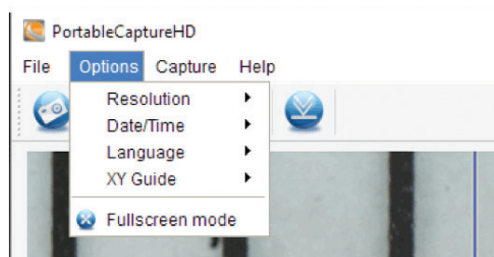 PortableCaptureHD
File Options Capture Help
Resolution
Date/Time
Language
XY Guide
Fullscreen mode